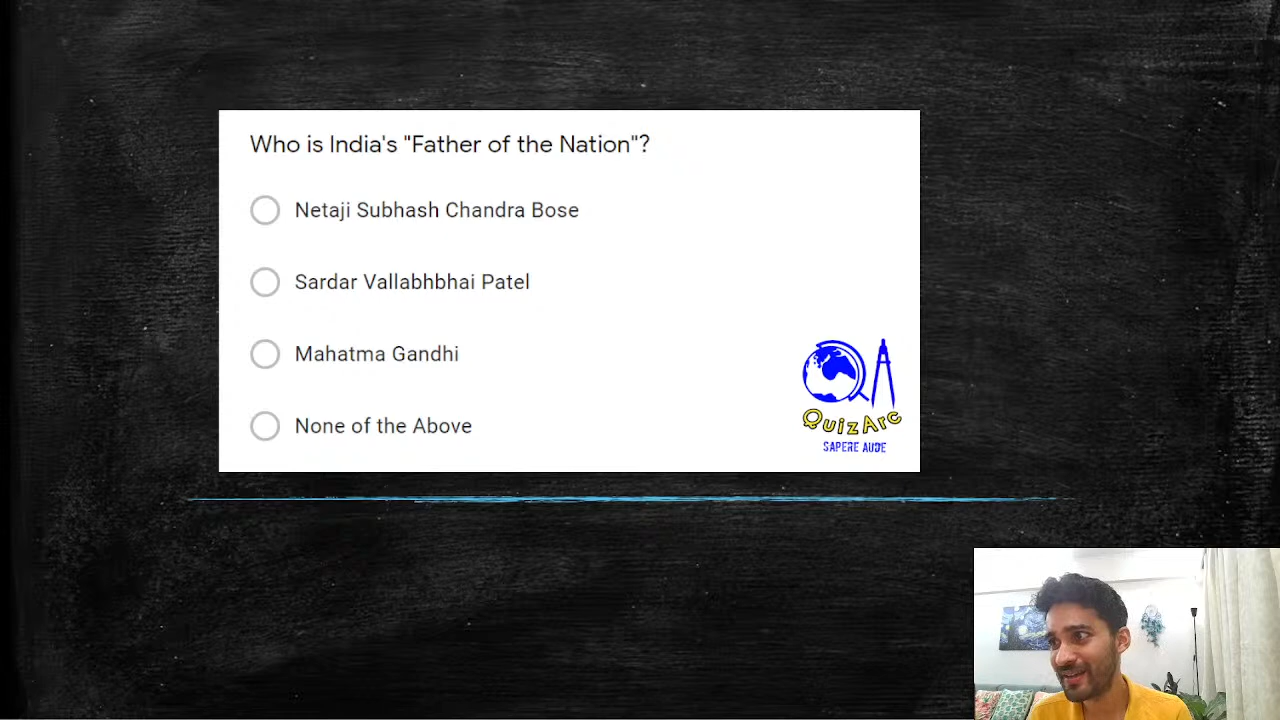 Who is India's "Father of the Nation"?
Netaji Subhash Chandra Bose
Sardar Vallabhbhai Patel
Mahatma Gandhi
None of the Above
QuizArc
SAPERE AUDE